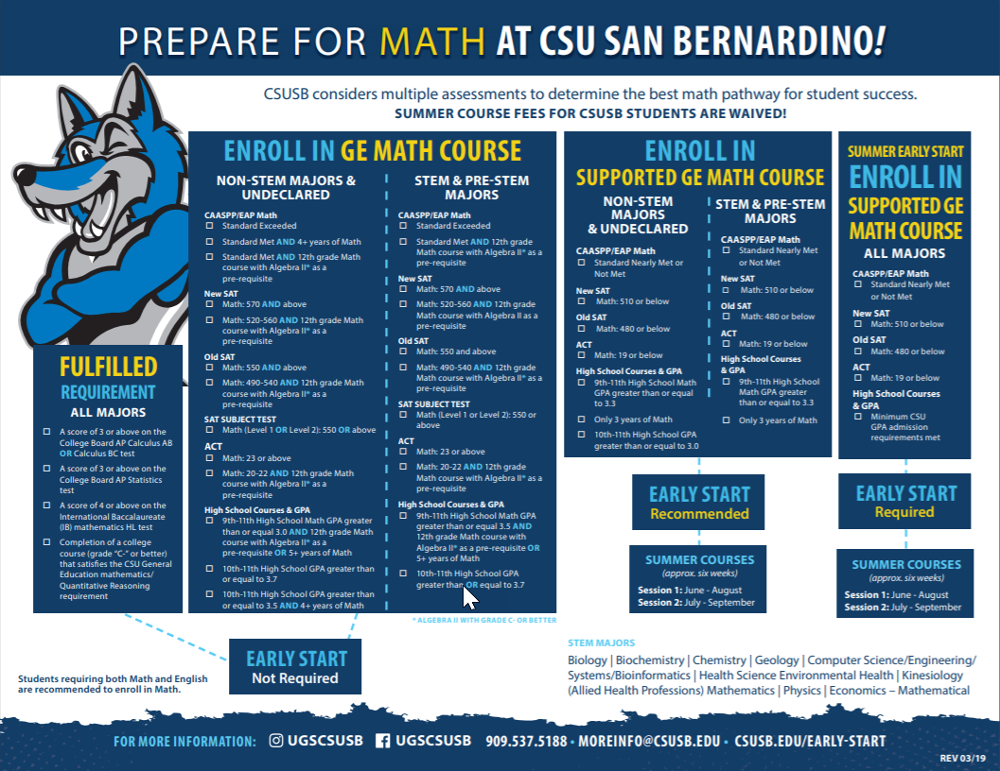 PREPARE FOR MATH AT CSU SAN BERNARDINO!
CSUSB considers multiple assessments to determine the best math pathway for student success.
SUMMER COURSE FEES FOR CSUSB STUDENTS ARE WAIVED!
FULFILLED
REQUIREMENT
ALL MAJORS
A score of 3 or above on the
College Board AP Calculus AB
OR Calculus BC test
A score of 3 or above on the
College Board AP Statistics
test
A score of 4 or above on the
International Baccalaureate
(IB) mathematics HL test
Completion of a college
course (grade "C-" or better)
that satisfies the CSU General
Education mathematics/
Quantitative Reasoning
requirement
ENROLL IN GE MATH COURSE
NON-STEM MAJORS &
UNDECLARED
CAASPP/EAP Math
Standard Exceeded
Standard Met AND 4+ years of Math
Standard Met AND 12th grade Math
course with Algebra II* as a
pre-requisite
New SAT
Math: 570 AND above
Math: 520-560 AND 12th grade Math
course with Algebra II* as a
pre-requisite
Old SAT
Math: 550 AND above
Math: 490-540 AND 12th grade Math
course with Algebra II* as a
pre-requisite
SAT SUBJECT TEST
Math (Level 1 OR Level 2): 550 OR above
ACT
Math: 23 or above
Math: 20-22 AND 12th grade Math
course with Algebra II* as a
pre-requisite
High School Courses & GPA
9th-11th High School Math GPA greater
than or equal 3.0 AND 12th grade Math
course with Algebra II* as a
pre-requisite OR 5+ years of Math
10th-11th High School GPA greater than
or equal to 3.7
10th-11th High School GPA greater than
or equal to 3.5 AND 4+ years of Math
STEM & PRE-STEM
MAJORS
CAASPP/EAP Math
Standard Exceeded
Standard Met AND 12th grade
Math course with Algebra II* as a
pre-requisite
New SAT
Math: 570 AND above
Math: 520-560 AND 12th grade
Math course with Algebra II as a
pre-requisite
Old SAT
Math: 550 and above
Math: 490-540 AND 12th grade
Math course with Algebra II* as a
pre-requisite
SAT SUBJECT TEST
Math (Level 1 or Level 2): 550 or
above
ACT
Math: 23 or above
Math: 20-22 AND 12th grade
Math course with Algebra II* as a
pre-requisite
High School Courses & GPA
9th-11th High School Math GPA
greater than or equal 3.5 AND
12th grade Math course with
Algebra II* as a pre-requisite OR
5+ years of Math
10th-11th High School GPA
greater than OR equal to 3.7
* ALGEBRA II WITH GRADE C- OR BETTER
EARLY START
Not Required
ENROLL IN
SUPPORTED GE MATH COURSE
NON-STEM
MAJORS
& UNDECLARED
CAASPP/EAP Math
Standard Nearly Met or
Not Met
New SAT
Math: 510 or below
Old SAT
Math: 480 or below
ACT
Math: 19 or below
High School Courses & GPA
9th-11th High School Math
GPA greater than or equal
to 3.3
Only 3 years of Math
10th-11th High School GPA
greater than or equal to 3.0
STEM & PRE-STEM
MAJORS
CAASPP/EAP Math
Standard Nearly Met
or Not Met
New SAT
Math: 510 or below
Old SAT
Math: 480 or below
ACT
Math: 19 or below
High School Courses
& GPA
9th-11th High School
Math GPA greater
than or equal to 3.3
Only 3 years of Math
EARLY START
Recommended
SUMMER COURSES
(approx. six weeks)
Session 1: June - August
Session 2: July - September
SUMMER EARLY START
ENROLL IN
SUPPORTED GE
MATH COURSE
ALL MAJORS
CAASPP/EAP Math
Standard Nearly Met
or Not Met
New SAT
Math: 510 or below
Old SAT
Math: 480 or below
ACT
Math: 19 or below
High School Courses
& GPA
Minimum CSU
GPA admission
requirements met
EARLY START
Required
SUMMER COURSES
(approx. six weeks)
Session 1: June - August
Session 2: July - September
STEM MAJORS
Biology | Biochemistry | Chemistry | Geology | Computer Science/Engineering/
Systems/Bioinformatics | Health Science Environmental Health | Kinesiology
(Allied Health Professions) Mathematics | Physics | Economics – Mathematical
Students requiring both Math and English
are recommended to enroll in Math.
FOR MORE INFORMATION: UGSCSUSB UGSCSUSB 909.537.5188 • MOREINFO@CSUSB.EDU • CSUSB.EDU/EARLY-START
REV 03/19